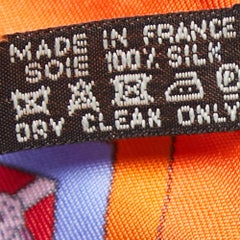 MADE IN FRANCE
SOIE 100% SILK
DRY CLEAN ONLY